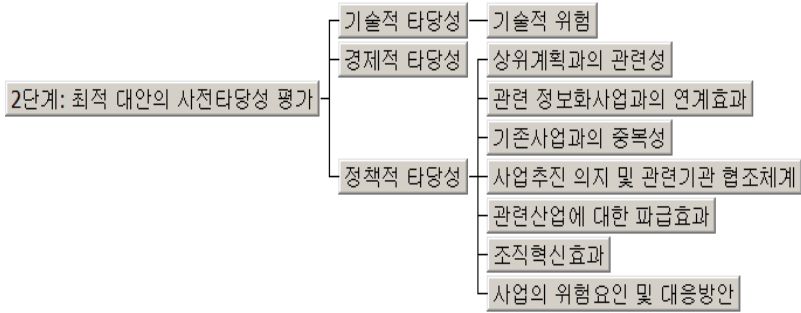 2단계: 최적 대안의 사전타당성 평가
기술적 타당성
기술적 위험
경제적 타당성
정책적 타당성
상위계획과의 관련성
관련 정보화사업과의 연계효과
기존사업과의 중복성
사업추진 의지 및 관련기관 협조체계
관련산업에 대한 파급효과
조직혁신효과
사업의 위험요인 및 대응방안